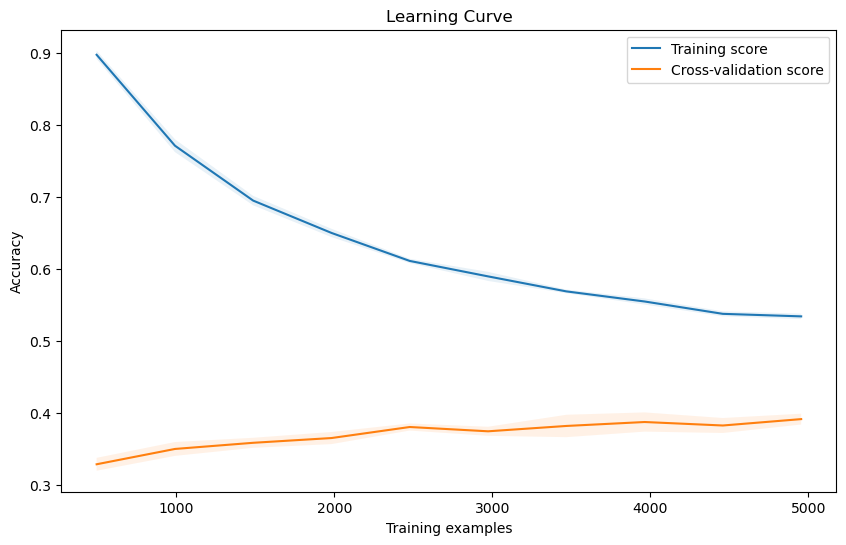 Learning Curve
Training score
Cross-validation score
Accuracy
0.9
0.8
0.7
0.6
0.5
0.4
0.3
1000
2000
3000
4000
5000
Training examples